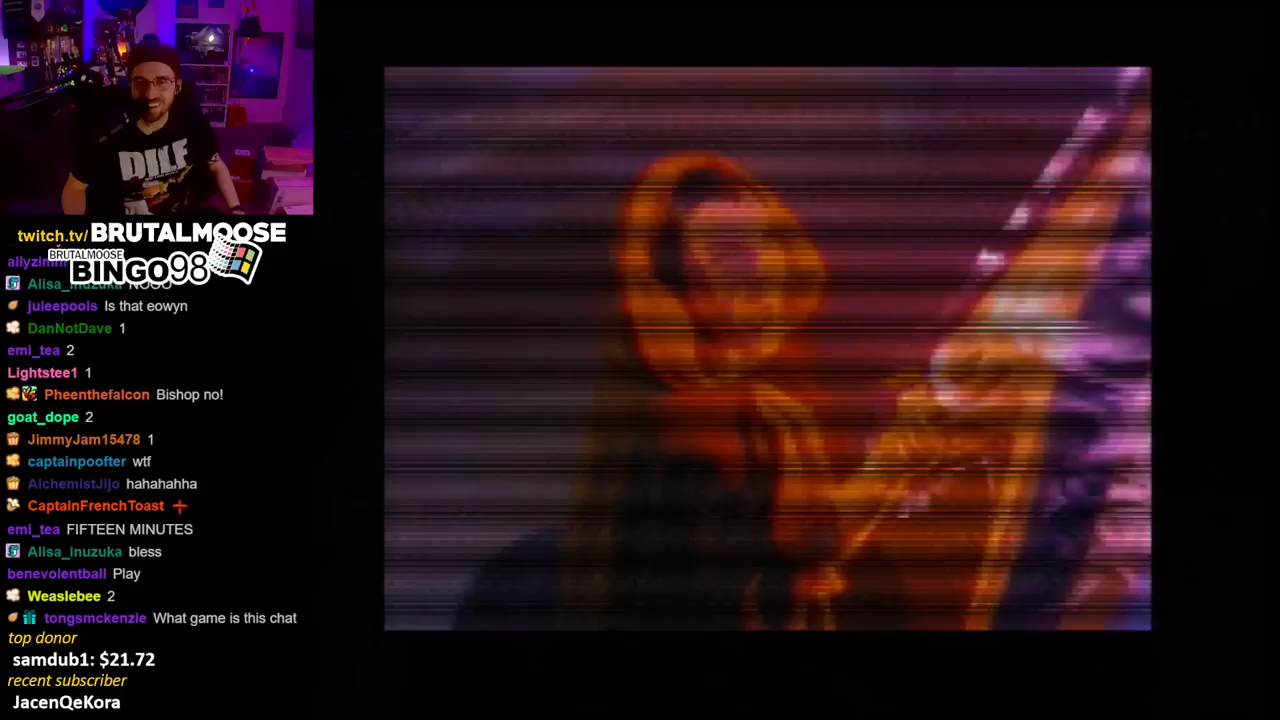 DILF
twitch.tv/BRUTALMOOSE
BRUTALMOOSE
BINGO98
Alisa_inuzuka NOGO
juleepools Is that eowyn
DanNotDave 1
emi_tea 2
Lightstee1 1
Pheenthefalcon Bishop no!
goat_dope 2
JimmyJam15478 1
captainpoofter wtf
AlchemistJijo hahahahha
CaptainFrenchToast
emi_tea FIFTEEN MINUTES
Alisa_inuzuka bless
benevolentball Play
Weaslebee 2
tongsmckenzie What game is this chat
top donor
samdub1: $21.72
recent subscriber
JacenQeKora